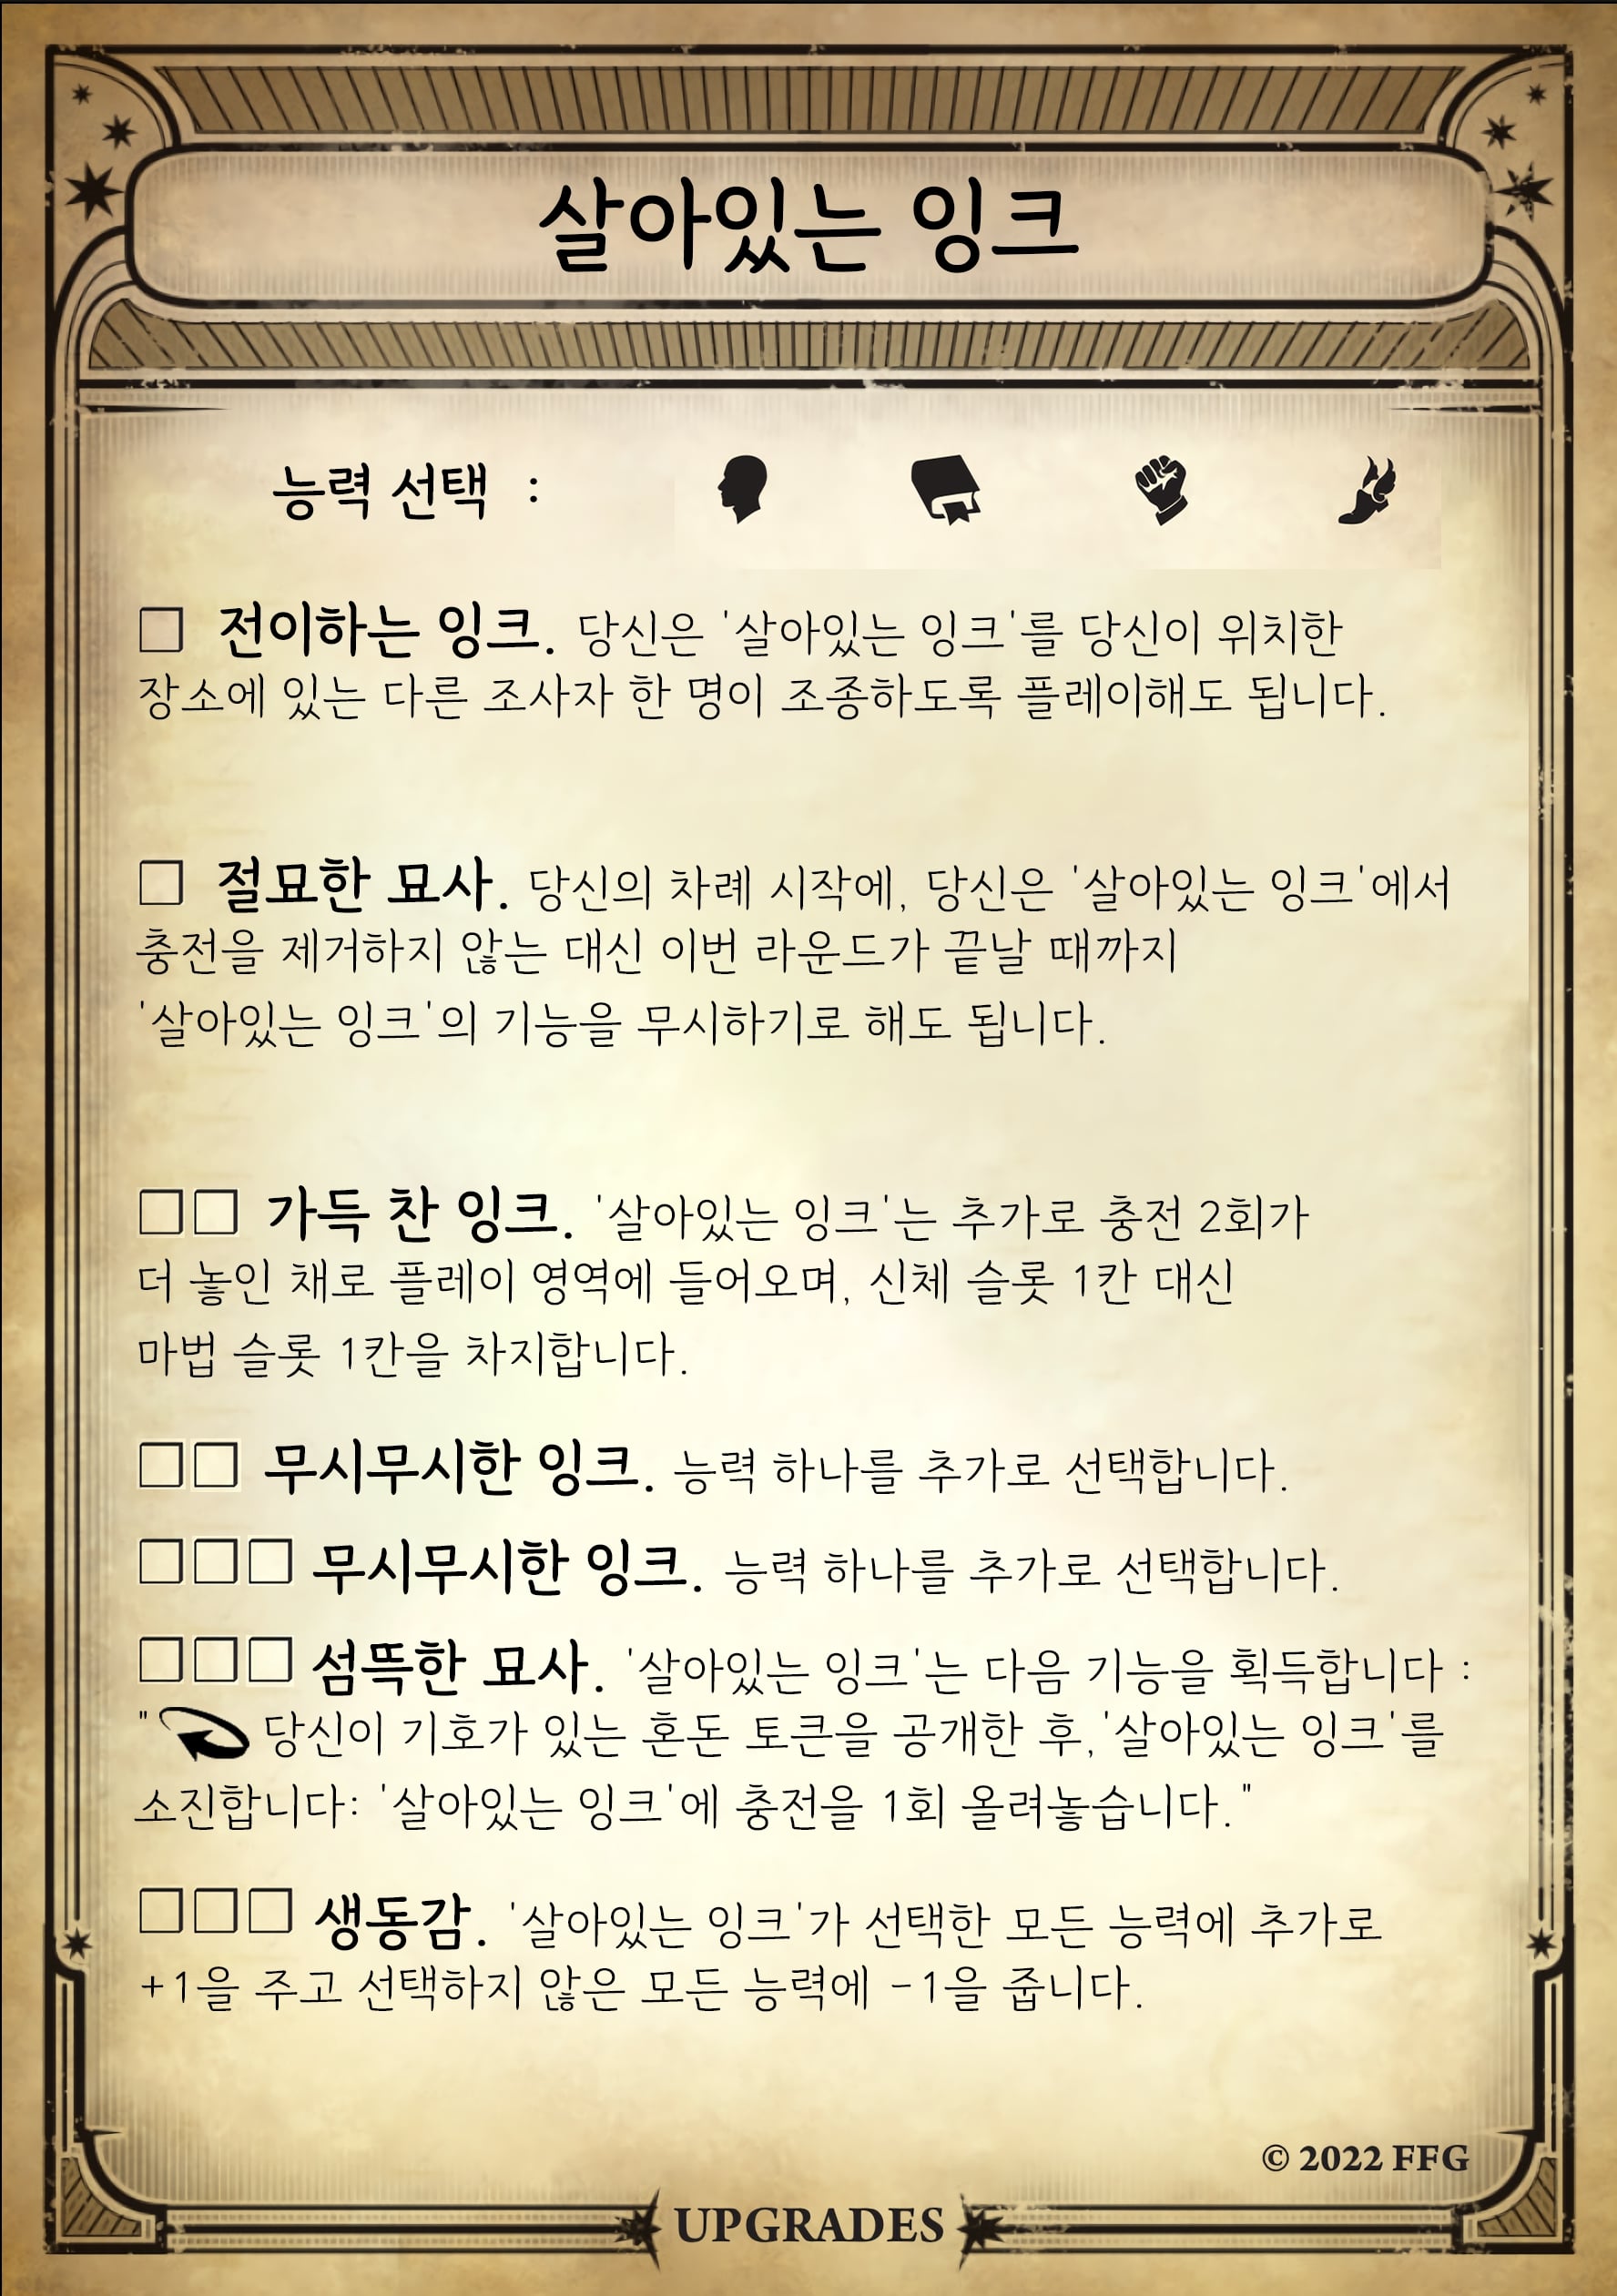 살아있는 잉크
능력 선택 :
□ 전이하는 잉크. 당신은 '살아있는 잉크'를 당신이 위치한
장소에 있는 다른 조사자 한 명이 조종하도록 플레이해도 됩니다.
□ 절묘한 묘사. 당신의 차례 시작에, 당신은 '살아있는 잉크'에서
충전을 제거하지 않는 대신 이번 라운드가 끝날 때까지
'살아있는 잉크'의 기능을 무시하기로 해도 됩니다.
□□ 가득 찬 잉크. '살아있는 잉크'는 추가로 충전 2회가
더 놓인 채로 플레이 영역에 들어오며, 신체 슬롯 1칸 대신
마법 슬롯 1칸을 차지합니다.
□□ 무시무시한 잉크. 능력 하나를 추가로 선택합니다.
□□□ 무시무시한 잉크. 능력 하나를 추가로 선택합니다.
□□□ 섬뜩한 묘사. '살아있는 잉크'는 다음 기능을 획득합니다 :
" 당신이 기호가 있는 혼돈 토큰을 공개한 후, '살아있는 잉크'를
소진합니다: '살아있는 잉크'에 충전을 1회 올려놓습니다."
□□□ 생동감. '살아있는 잉크'가 선택한 모든 능력에 추가로
+1을 주고 선택하지 않은 모든 능력에 -1을 줍니다.
© 2022 FFG
UPGRADES